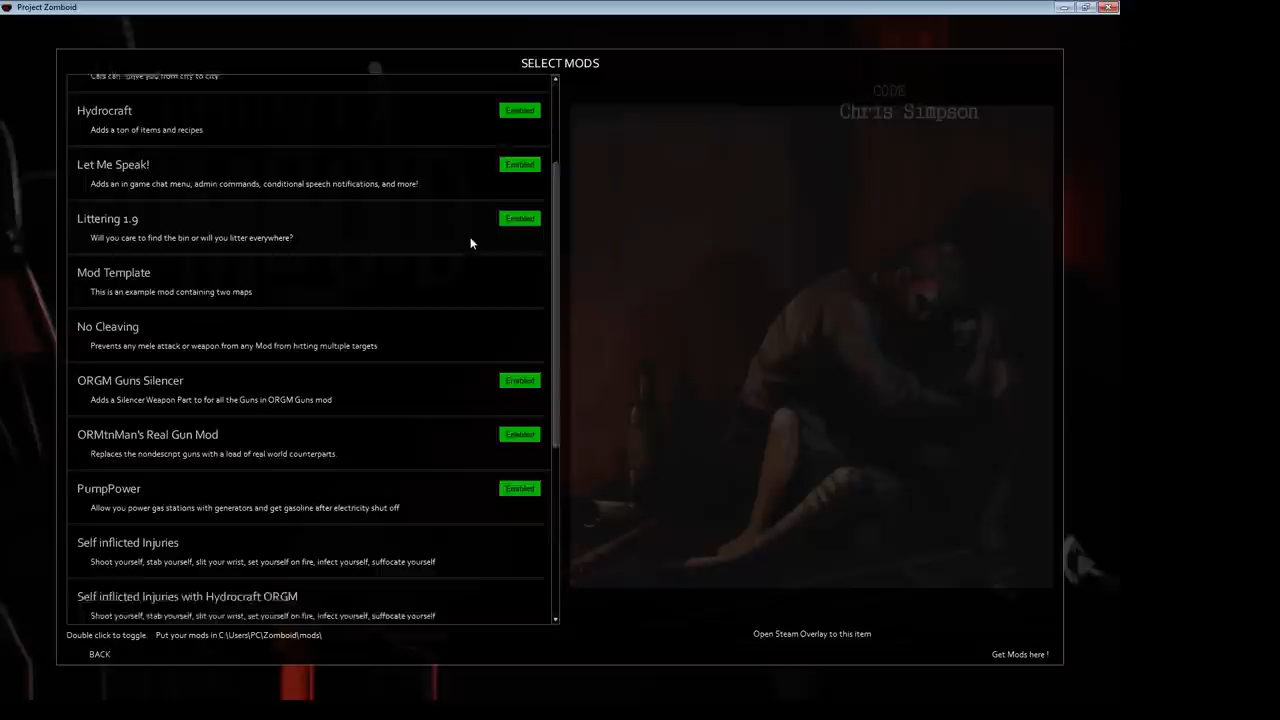 Project Zomboid
SELECT MODS
Cars can drive you from city to city
Hydrocraft
Enabled
Adds a ton of items and recipes
Let Me Speak!
Enabled
Adds an in game chat menu, admin commands, conditional speech notifications, and more!
Littering 1.9
Enabled
Will you care to find the bin or will you litter everywhere?
Mod Template
This is an example mod containing two maps
No Cleaving
Prevents any mele attack or weapon from any Mod from hitting multiple targets
ORGM Guns Silencer
Enabled
Adds a Silencer Weapon Part to for all the Guns in ORGM Guns mod
ORMtnMan's Real Gun Mod
Enabled
Replaces the nondescript guns with a load of real world counterparts.
PumpPower
Enabled
Allow you power gas stations with generators and get gasoline after electricity shut off
Self inflicted Injuries
Shoot yourself, stab yourself, slit your wrist, set yourself on fire, infect yourself, suffocate yourself
Self inflicted Injuries with Hydrocraft ORGM
Shoot yourself, stab yourself, slit your wrist, set yourself on fire, infect yourself, suffocate yourself
CODE
Chris Simpson
Double click to toggle. Put your mods in C:\Users\PC\Zomboid\mods\
Open Steam Overlay to this item
BACK
Get Mods here !